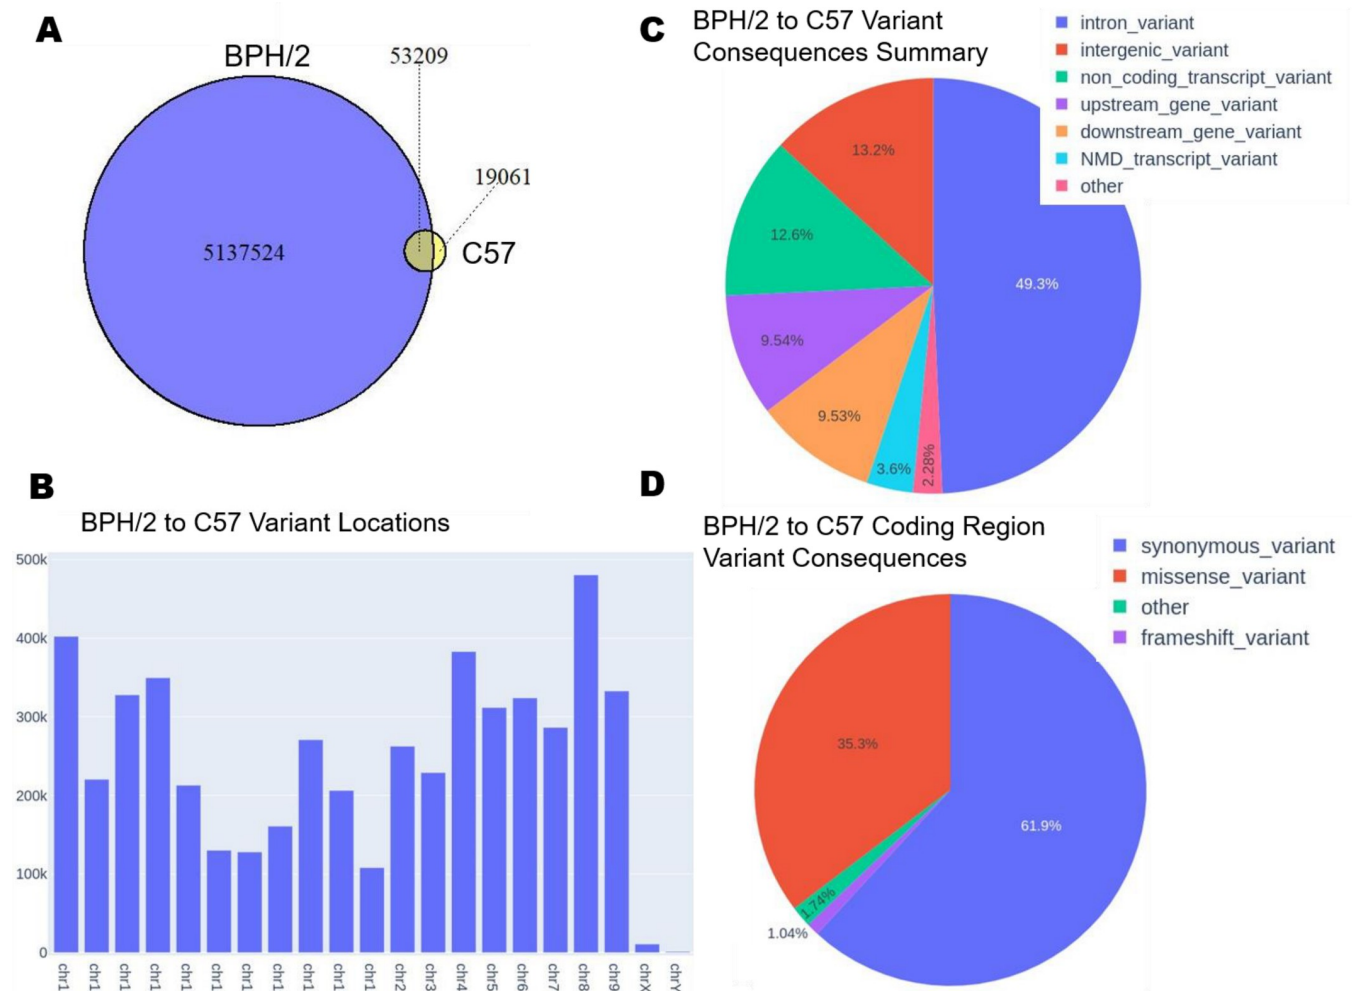 A
BPH/2
53209
19061
5137524
C57
B
BPH/2 to C57 Variant Locations
500k
400k
300k
200k
100k
0
chr1
chr1
chr1
chr1
chr1
chr1
chr1
chr1
chr1
chr1
chr1
chr2
chr3
chr4
chr5
chr6
chr7
chr8
chr9
chrX
chrY
C
BPH/2 to C57 Variant
Consequences Summary
intron_variant
intergenic_variant
non_coding_transcript_variant
upstream_gene_variant
downstream_gene_variant
NMD_transcript_variant
other
13.2%
12.6%
49.3%
9.54%
9.53%
3.6%
2.28%
D
BPH/2 to C57 Coding Region
Variant Consequences
synonymous_variant
missense_variant
other
frameshift_variant
35.3%
61.9%
1.74%
1.04%